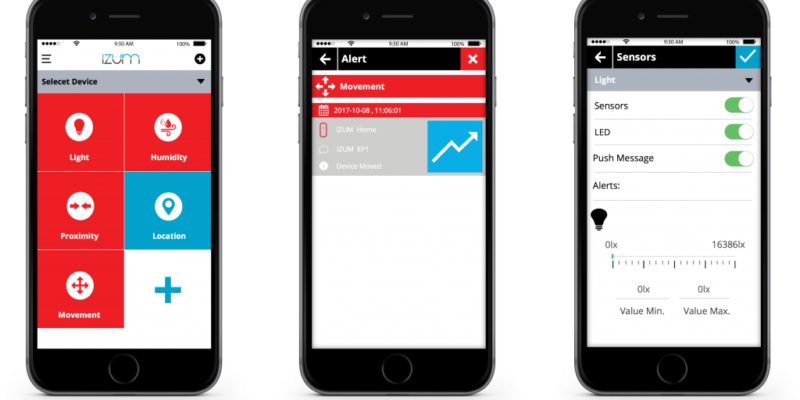 9:30 AM 100%
IZUM
Selecet Device
Light Humidity
Proximity Location
Movement
9:30 AM 100%
Alert
Movement
2017-10-08 , 11:06:01
IZUM Home
IZUM EP1
Device Moved
9:30 AM 100%
Sensors
Light
Sensors
LED
Push Message
Alerts:
0lx 16386lx
0lx 0lx
Value Min. Value Max.